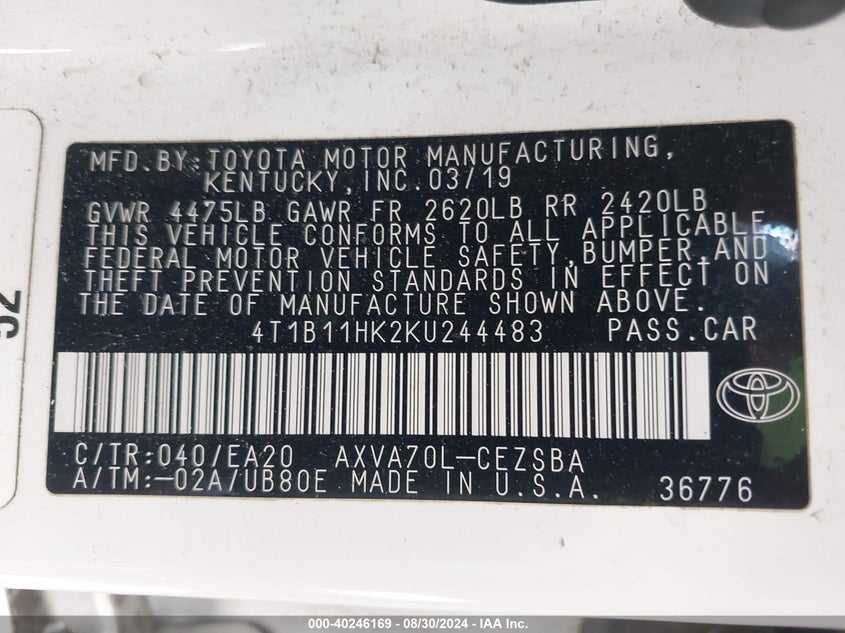 MFD.BY:TOYOTA MOTOR MANUFACTURING,
KENTUCKY,INC.03/19
GVWR 4475LB GAWR FR 2620LB RR 2420LB
THIS VEHICLE CONFORMS TO ALL APPLICABLE
FEDERAL MOTOR VEHICLE SAFETY,BUMPER,AND
THEFT PREVENTION STANDARDS IN EFFECT ON
THE DATE OF MANUFACTURE SHOWN ABOVE.
4T1B11HK2KU244483 PASS.CAR
C/TR:040/EA20 AXVA70L-CEZSBA
A/TM:-02A/UB80E MADE IN U.S.A. 36776
000-40246169 - 08/30/2024 - IAA Inc.